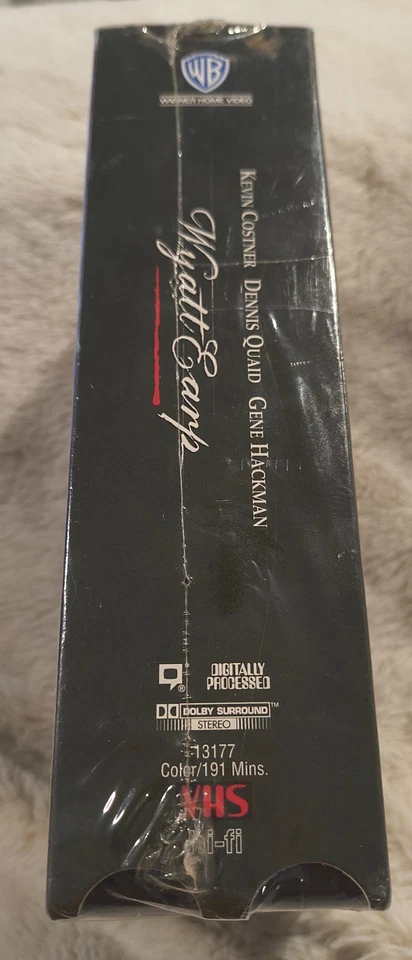 WB
WARNER HOME VIDEO
KEVIN COSTNER DENNIS QUAID GENE HACKMAN
Wyatt Earp
DIGITALLY
PROCESSED
DOLBY SURROUND™
STEREO
13177
Color/191 Mins.
VHS
hi-fi